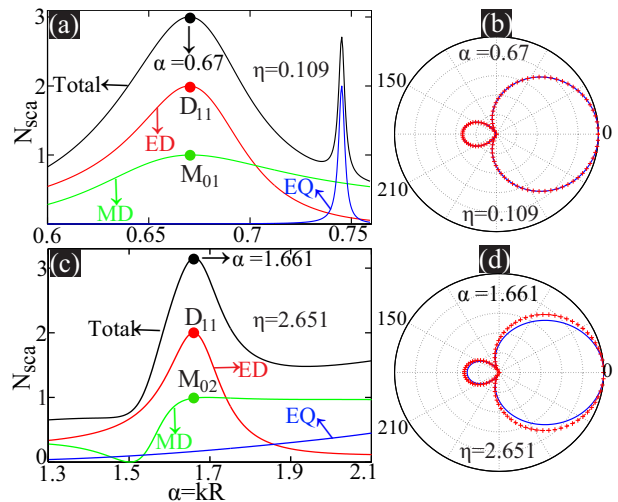 (a)
3
2
1
0
N_sca
α=0.67
η=0.109
Total
D₁₁
ED
M₀₁
MD
EQ
0.6 0.65 0.7 0.75
(b)
α=0.67
150
0
210
η=0.109
(c)
3
2
1
0
N_sca
α=1.661
η=2.651
Total
D₁₁
ED
M₀₂
EQ
MD
1.3 1.5 1.7 1.9 2.1
α=kR
(d)
α=1.661
150
0
210
η=2.651